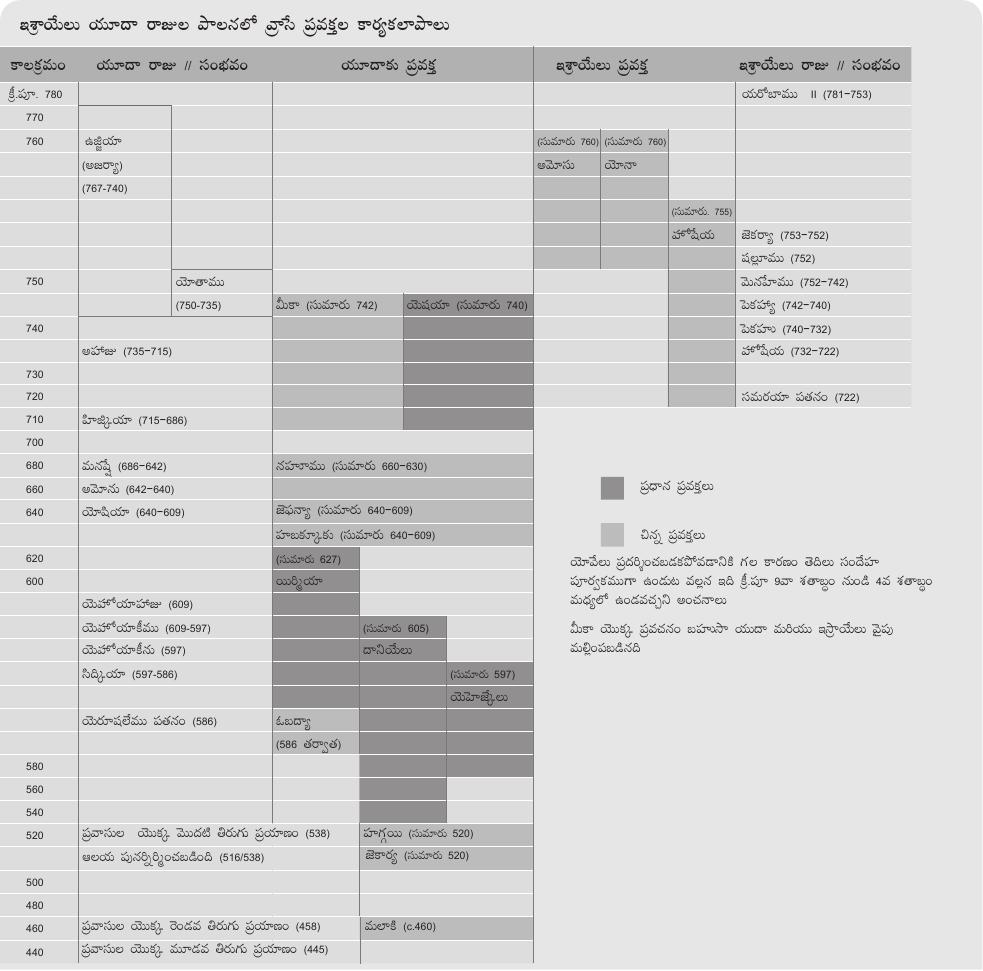 ఇశ్రాయేలు యూదా రాజుల పాలనలో వ్రాసే ప్రవక్తల కార్యకలాపాలు
కాలక్రమం యూదా రాజు // సంభవం యూదాకు ప్రవక్త ఇశ్రాయేలు ప్రవక్త ఇశ్రాయేలు రాజు // సంభవం
క్రీ.పూ. 780 యరోబాము II (781–753)
770
760 ఉజ్జియా (సుమారు 760) (సుమారు 760)
(అజర్యా) ఆమోసు యోనా
(767-740)
(సుమారు. 755)
హోషేయ జెకర్యా (753–752)
షల్లూము (752)
750 యోతాము మెనహేము (752–742)
(750-735) మీకా (సుమారు 742) యెషయా (సుమారు 740) పెకహ్యా (742–740)
740 పెకహు (740–732)
అహాజు (735–715) హోషేయ (732–722)
730
720 సమరయా పతనం (722)
710 హిజ్కియా (715–686)
700
680 మనష్షే (686–642) నహూము (సుమారు 660–630)
660 అమోను (642–640)
640 యోషియా (640–609) జెఫన్యా (సుమారు 640–609)
హబక్కూకు (సుమారు 640–609)
620 (సుమారు 627)
600 యిర్మియా
యెహోయాహాజు (609)
యెహోయాకీము (609-597) (సుమారు 605)
యెహోయాకీను (597) దానియేలు
సిద్కియా (597-586) (సుమారు 597)
యెహెజ్కేలు
యెరూషలేము పతనం (586) ఓబద్యా
(586 తర్వాత)
580
560
540
520 ప్రవాసుల యొక్క మొదటి తిరుగు ప్రయాణం (538) హగ్గయి (సుమారు 520)
ఆలయ పునర్నిర్మించబడింది (516/538) జెకార్య (సుమారు 520)
500
480
460 ప్రవాసుల యొక్క రెండవ తిరుగు ప్రయాణం (458) మలాకి (c.460)
440 ప్రవాసుల యొక్క మూడవ తిరుగు ప్రయాణం (445)
ప్రధాన ప్రవక్తలు
చిన్న ప్రవక్తలు
యోవేలు ప్రదర్శించబడకపోవడానికి గల కారణం తెదిలు సందేహ
పూర్వకముగా ఉండుట వల్లన ఇది క్రీ.పూ 9వా శతాబ్ధం నుండి 4వ శతాబ్ధం
మధ్యలో ఉండవచ్చని అంచనాలు
మీకా యొక్క ప్రవచనం బహుసా యుదా మరియు ఇస్రాయేలు వైపు
మల్లింపబడినది